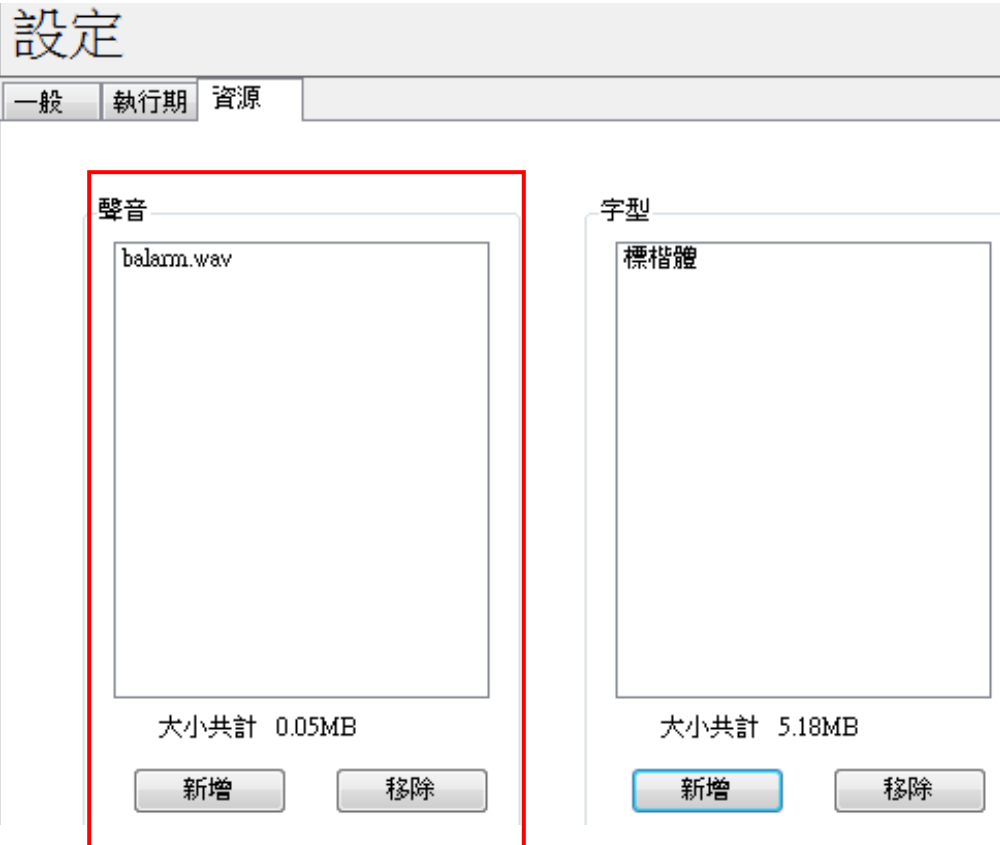 設定
一般 執行期 資源
聲音
balarm.wav
大小共計 0.05MB
新增 移除
字型
標楷體
大小共計 5.18MB
新增 移除